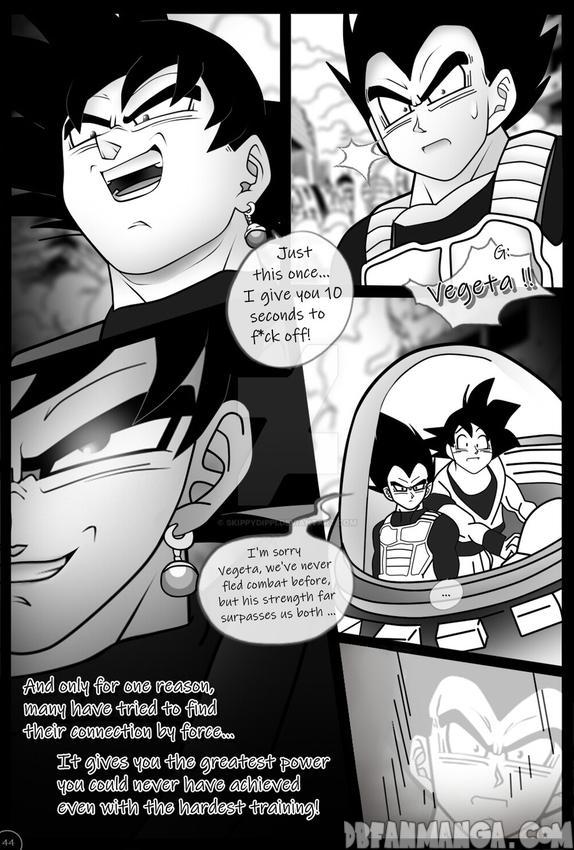 Just
this once...
I give you 10
seconds to
f*ck off!
G:
Vegeta !!
© SKIPPYDIPPI.
I'm sorry
Vegeta, we've never
fled combat before,
but his strength far
surpasses us both ...
...
And only for one reason,
many have tried to find
their connection by force...
It gives you the greatest power
you could never have achieved
even with the hardest training!
44
DBFANMANGA.COM